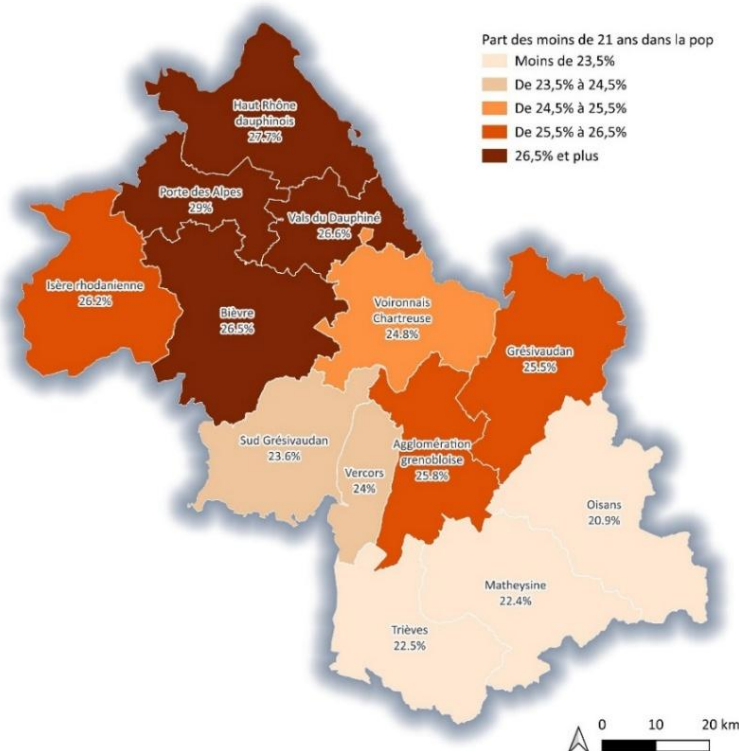 Part des moins de 21 ans dans la pop
Moins de 23,5%
De 23,5% à 24,5%
De 24,5% à 25,5%
De 25,5% à 26,5%
26,5% et plus
Haut Rhône
dauphinois
27.7%
Porte des Alpes
29%
Vals du Dauphiné
26.6%
Isère rhodanienne
26.2%
Bièvre
26.5%
Voironnais
Chartreuse
24.8%
Grésivaudan
25.5%
Sud Grésivaudan
23.6%
Vercors
24%
Agglomération
grenobloise
25.8%
Oisans
20.9%
Matheysine
22.4%
Trièves
22.5%
0 10 20 km